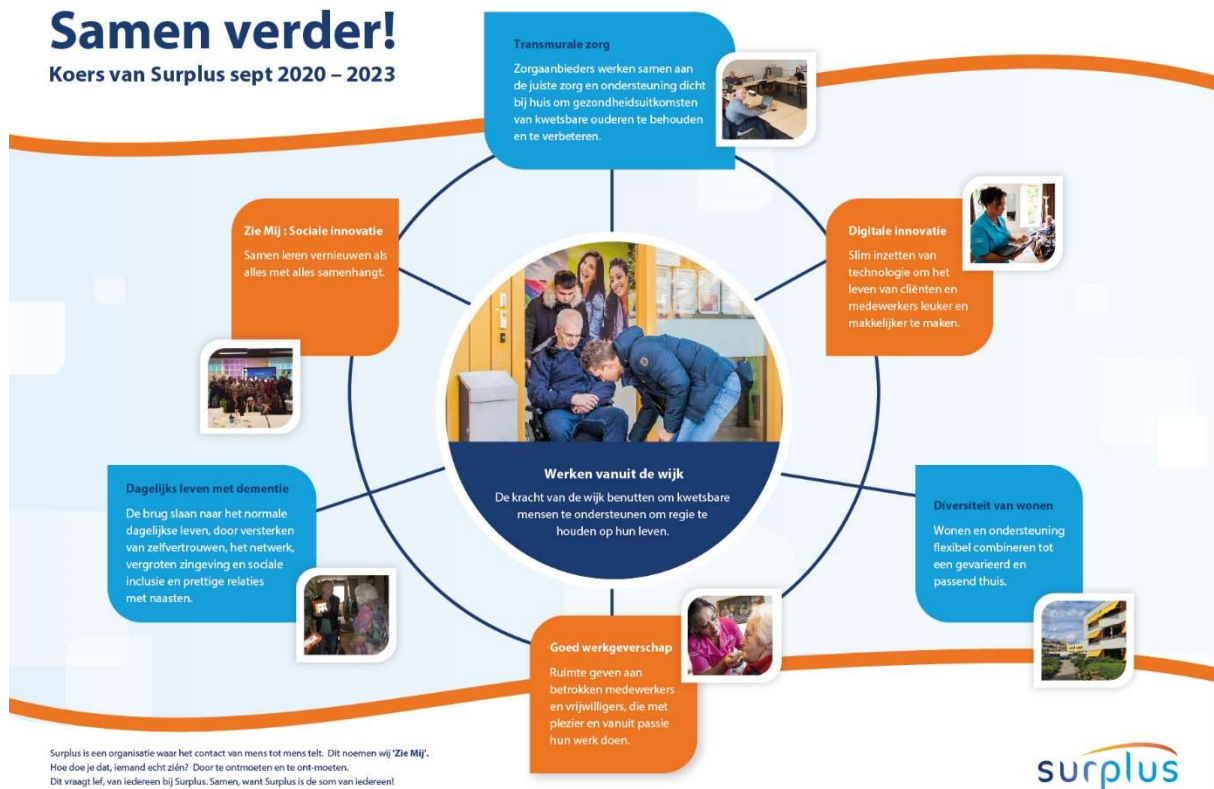 Samen verder!
Koers van Surplus sept 2020 – 2023
Transmurale zorg
Zorgaanbieders werken samen aan
de juiste zorg en ondersteuning dicht
bij huis om gezondheidsuitkomsten
van kwetsbare ouderen te behouden
en te verbeteren.
Zie Mij : Sociale innovatie
Samen leren vernieuwen als
alles met alles samenhangt.
Digitale innovatie
Slim inzetten van
technologie om het
leven van cliënten en
medewerkers leuker en
makkelijker te maken.
Werken vanuit de wijk
De kracht van de wijk benutten om kwetsbare
mensen te ondersteunen om regie te
houden op hun leven.
Dagelijks leven met dementie
De brug slaan naar het normale
dagelijkse leven, door versterken
van zelfvertrouwen, het netwerk,
vergroten zingeving en sociale
inclusie en prettige relaties
met naasten.
Diversiteit van wonen
Wonen en ondersteuning
flexibel combineren tot
een gevarieerd en
passend thuis.
Goed werkgeverschap
Ruimte geven aan
betrokken medewerkers
en vrijwilligers, die met
plezier en vanuit passie
hun werk doen.
Surplus is een organisatie waar het contact van mens tot mens telt. Dit noemen wij 'Zie Mij'.
Hoe doe je dat, iemand echt zíén? Door te ontmoeten en te ont-moeten.
Dit vraagt lef, van iedereen bij Surplus. Samen, want Surplus is de som van iedereen!
surplus